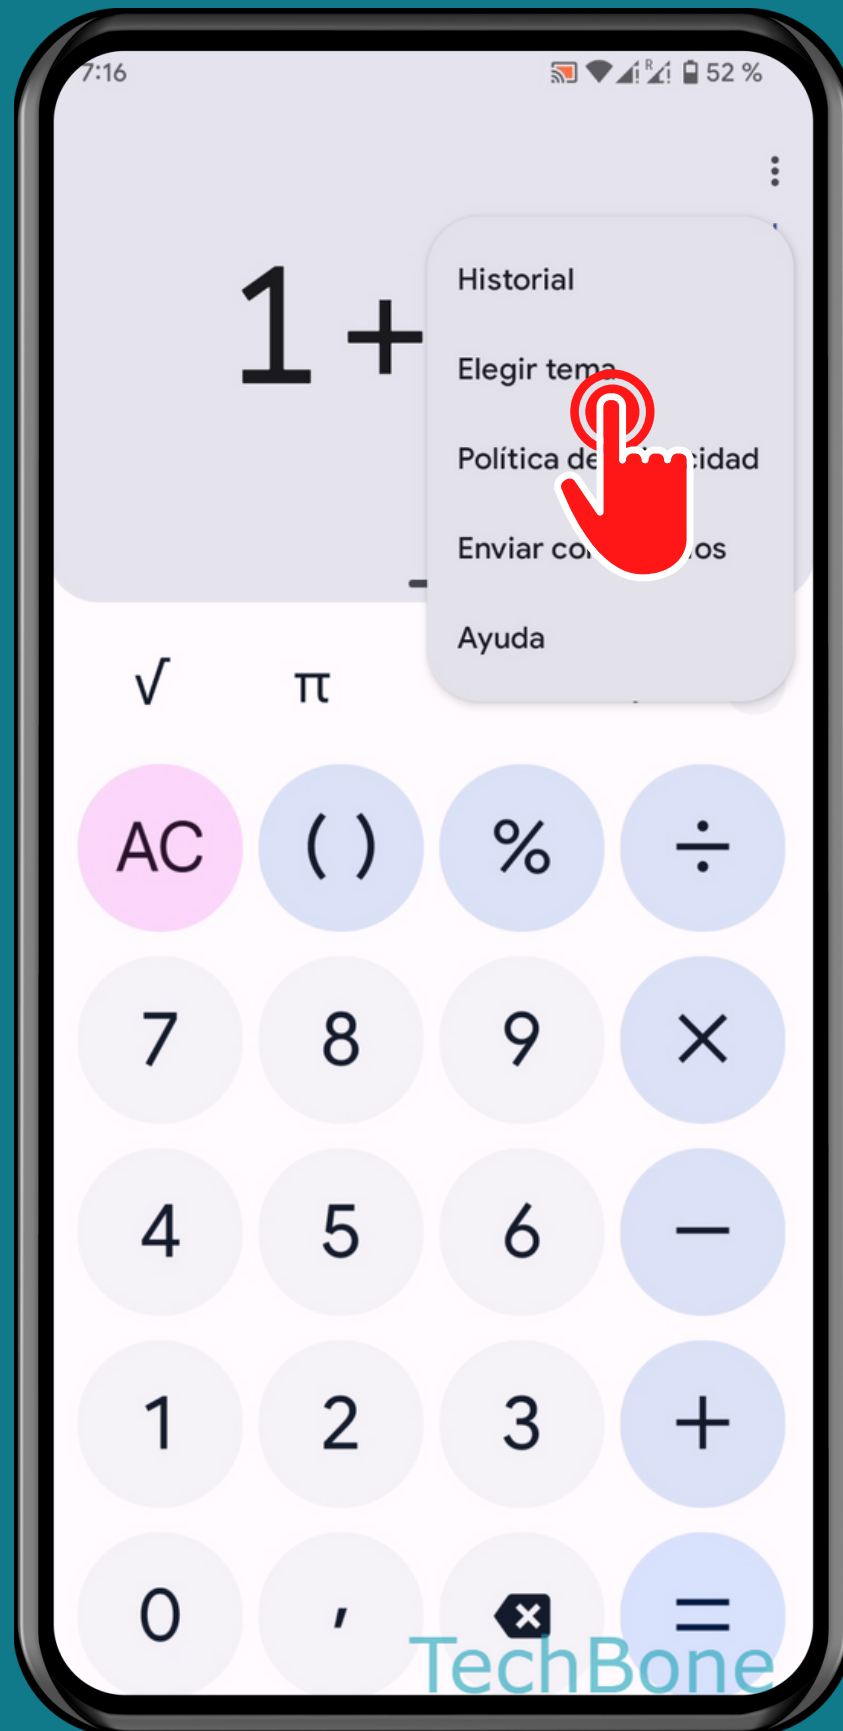 7:16 R 52 %
1+
Historial
Elegir tema
Política de cidad
Enviar co os
Ayuda
√ π
AC ( ) % ÷
7 8 9 ×
4 5 6 −
1 2 3 +
0 , =
TechBone